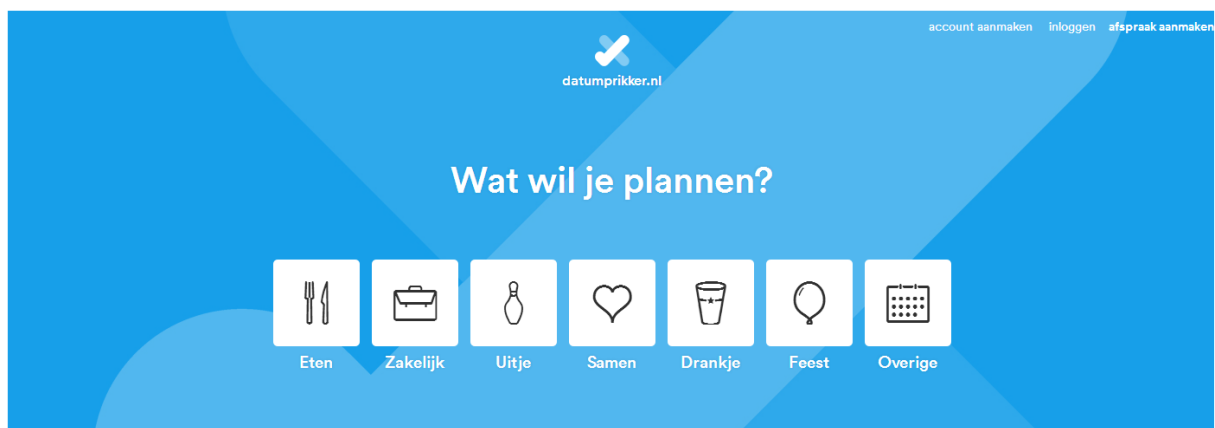 account aanmaken inloggen afspraak aanmaken
datumprikker.nl
Wat wil je plannen?
Eten Zakelijk Uitje Samen Drankje Feest Overige